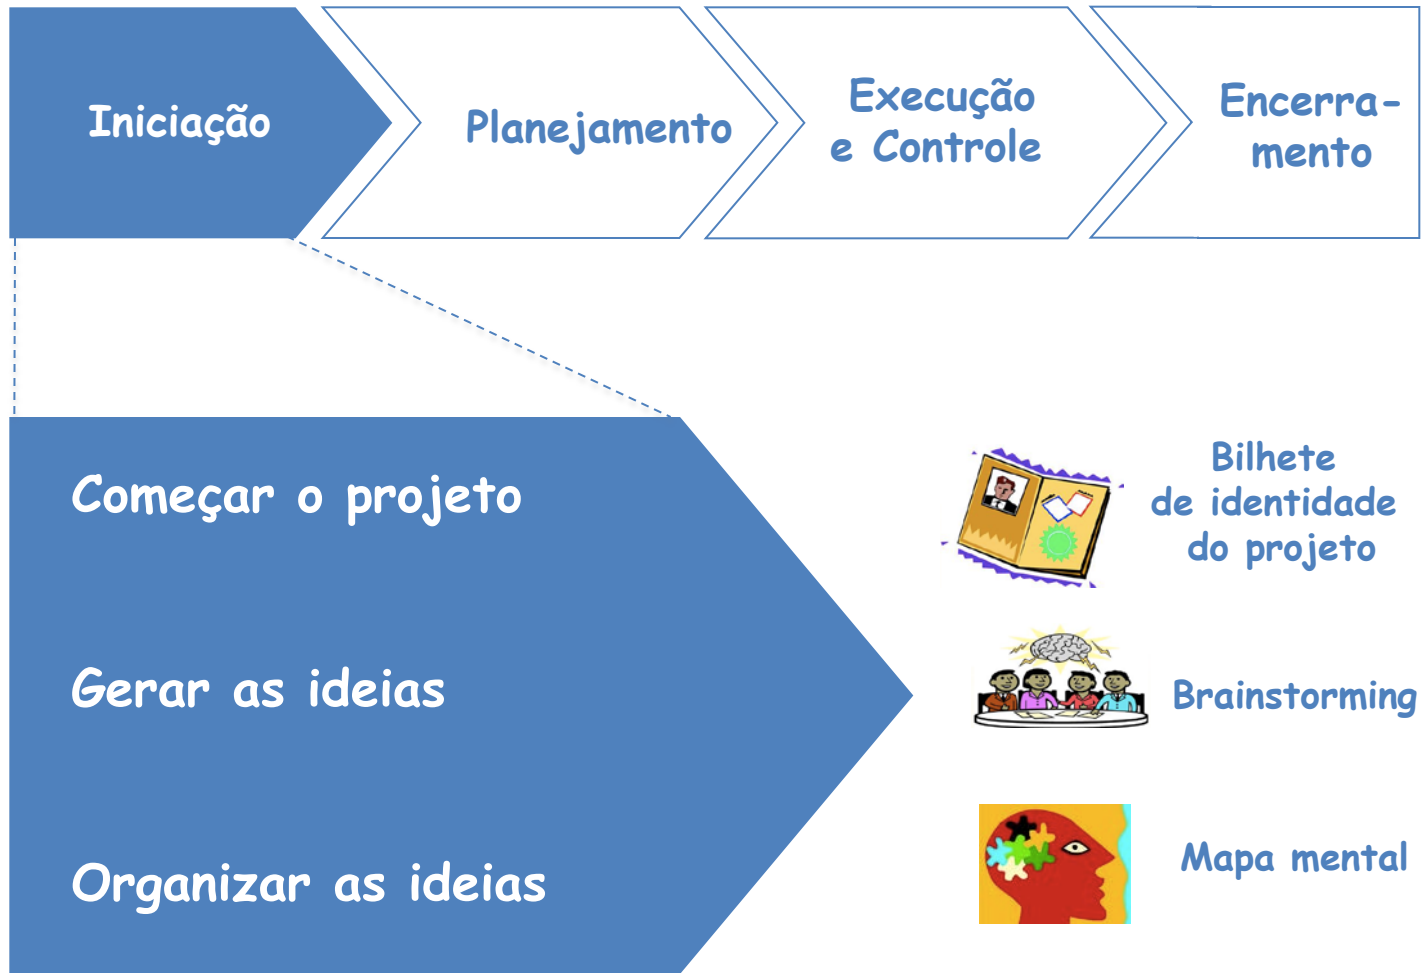 Iniciação
Planejamento
Execução
e Controle
Encerra-
mento
Começar o projeto
Gerar as ideias
Organizar as ideias
Bilhete
de identidade
do projeto
Brainstorming
Mapa mental